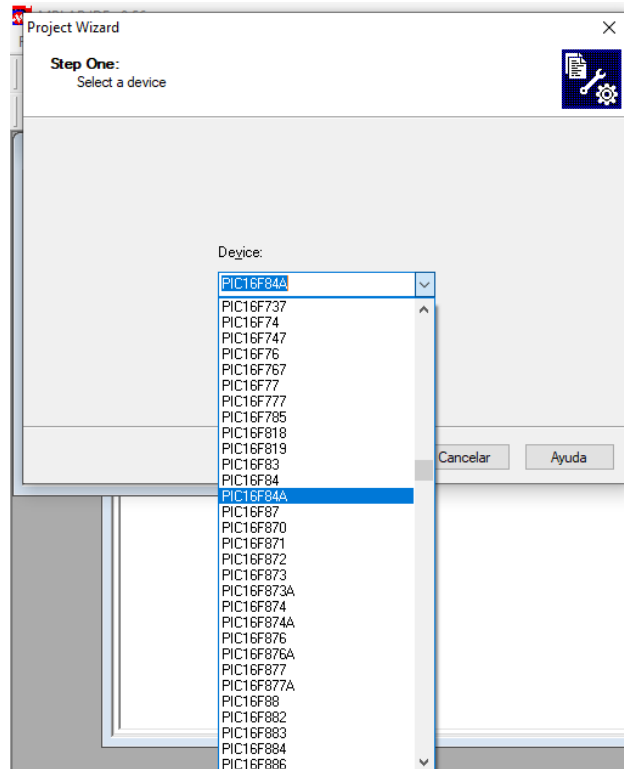 Project Wizard
Step One:
Select a device
Device:
PIC16F84A
PIC16F737
PIC16F74
PIC16F747
PIC16F76
PIC16F767
PIC16F77
PIC16F777
PIC16F785
PIC16F818
PIC16F819
PIC16F83
PIC16F84
PIC16F84A
PIC16F87
PIC16F870
PIC16F871
PIC16F872
PIC16F873
PIC16F873A
PIC16F874
PIC16F874A
PIC16F876
PIC16F876A
PIC16F877
PIC16F877A
PIC16F88
PIC16F882
PIC16F883
PIC16F884
PIC16F886
Cancelar
Ayuda